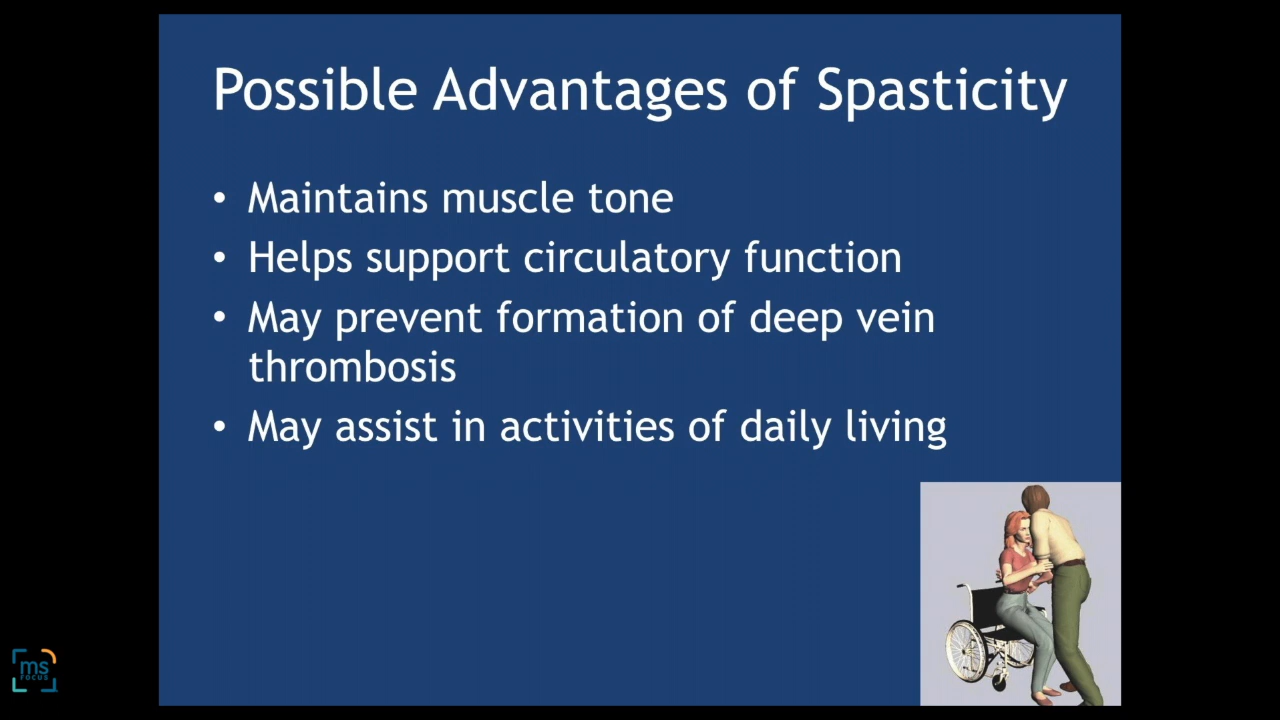 Possible Advantages of Spasticity
• Maintains muscle tone
• Helps support circulatory function
• May prevent formation of deep vein
thrombosis
• May assist in activities of daily living
ms
FOCUS